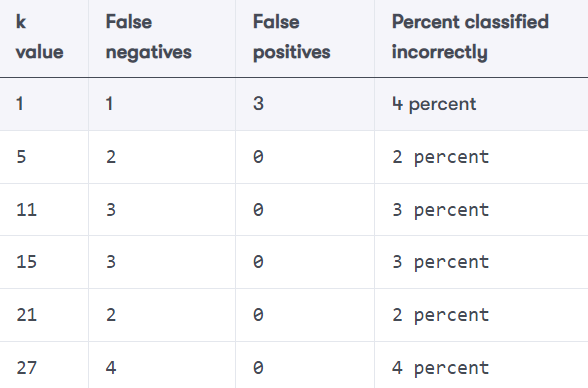 k value False negatives False positives Percent classified incorrectly
1 1 3 4 percent
5 2 0 2 percent
11 3 0 3 percent
15 3 0 3 percent
21 2 0 2 percent
27 4 0 4 percent